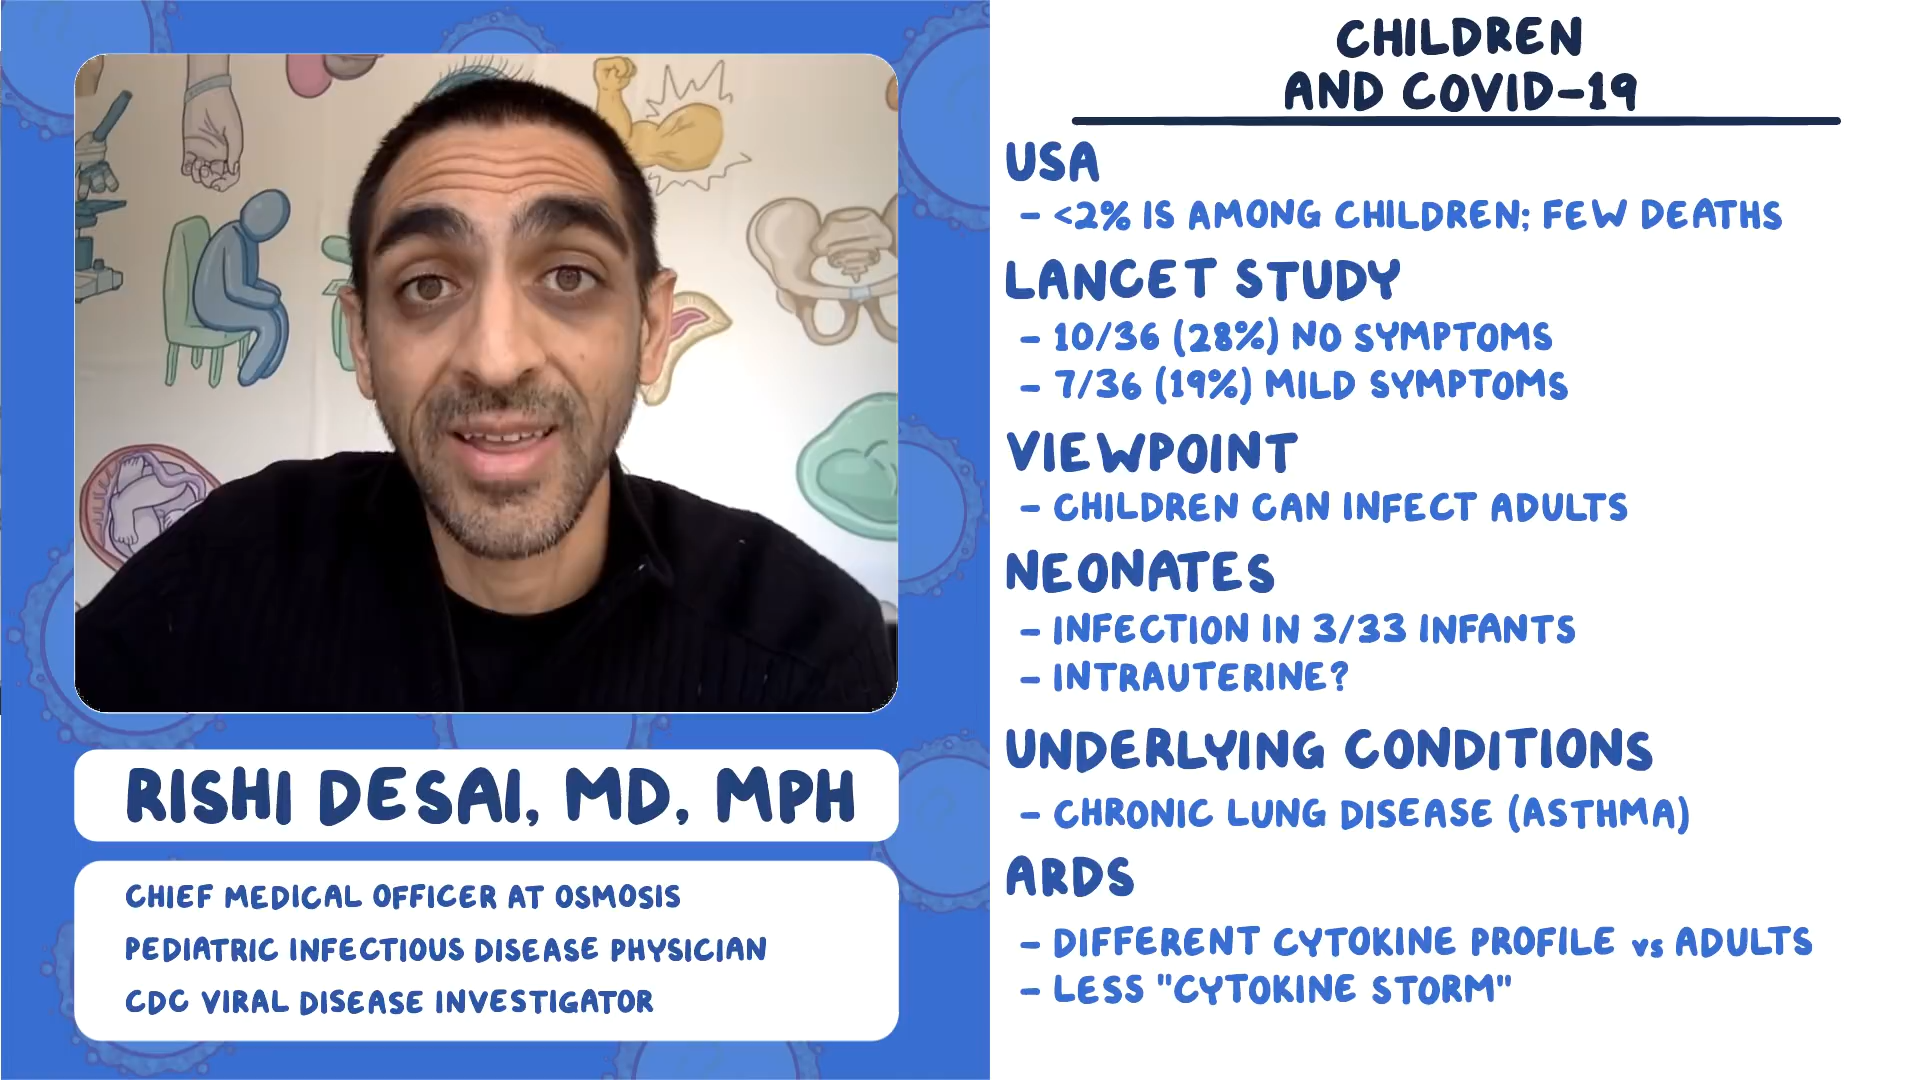 RISHI DESAI, MD, MPH
CHIEF MEDICAL OFFICER AT OSMOSIS
PEDIATRIC INFECTIOUS DISEASE PHYSICIAN
CDC VIRAL DISEASE INVESTIGATOR
CHILDREN
AND COVID-19
USA
- <2% IS AMONG CHILDREN; FEW DEATHS
LANCET STUDY
- 10/36 (28%) NO SYMPTOMS
- 7/36 (19%) MILD SYMPTOMS
VIEWPOINT
- CHILDREN CAN INFECT ADULTS
NEONATES
- INFECTION IN 3/33 INFANTS
- INTRAUTERINE?
UNDERLYING CONDITIONS
- CHRONIC LUNG DISEASE (ASTHMA)
ARDS
- DIFFERENT CYTOKINE PROFILE vs ADULTS
- LESS "CYTOKINE STORM"